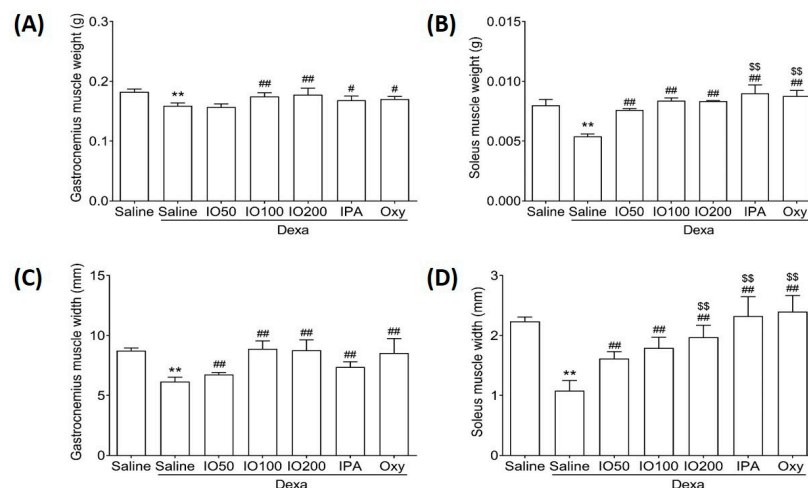 (A)
Gastrocnemius muscle weight (g)
0.3
0.2
0.1
0.0
**
##
##
#
#
Saline Saline IO50 IO100 IO200 IPA Oxy
Dexa
(B)
Soleus muscle weight (g)
0.015
0.010
0.005
0.000
**
##
##
##
$$
##
$$
##
Saline Saline IO50 IO100 IO200 IPA Oxy
Dexa
(C)
Gastrocnemius muscle width (mm)
15
10
5
0
**
##
##
##
##
##
Saline Saline IO50 IO100 IO200 IPA Oxy
Dexa
(D)
Soleus muscle width (mm)
3
2
1
0
**
##
##
$$
##
$$
##
$$
##
Saline Saline IO50 IO100 IO200 IPA Oxy
Dexa